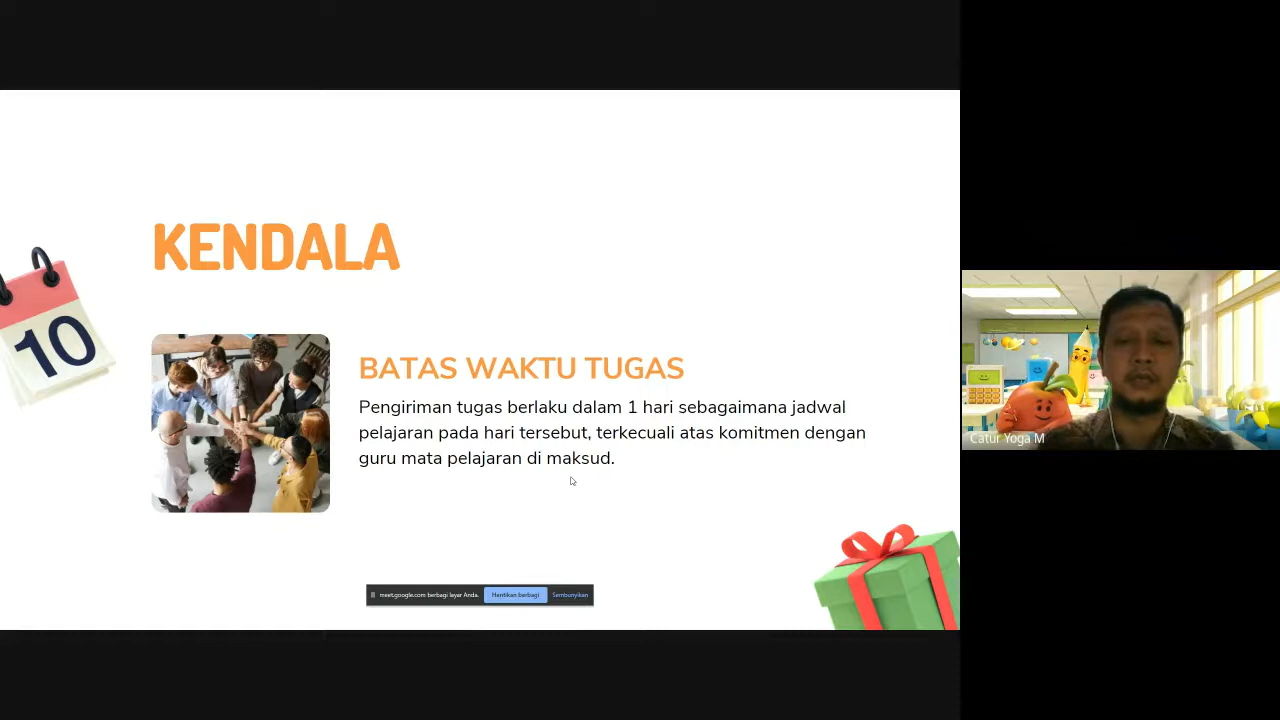 KENDALA
10
BATAS WAKTU TUGAS
Pengiriman tugas berlaku dalam 1 hari sebagaimana jadwal
pelajaran pada hari tersebut, terkecuali atas komitmen dengan
guru mata pelajaran di maksud.
Catur Yoga M
meet.google.com berbagi layar Anda.
Hentikan berbagi
Sembunyikan